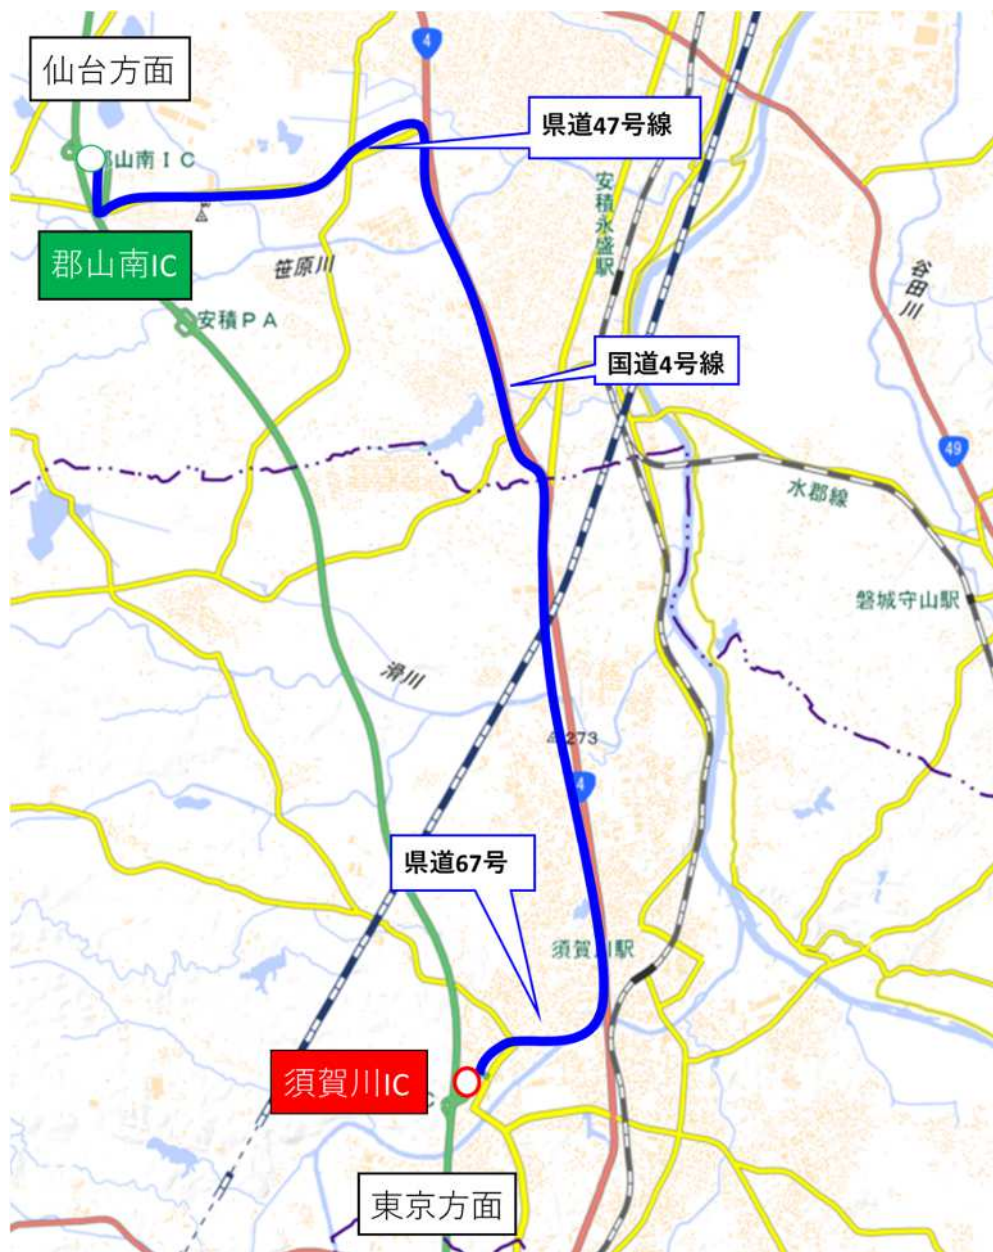 4
仙台方面
県道47号線
郡山南IC
安積永盛駅
郡山南IC
笹原川
谷田川
安積PA
国道4号線
49
水郡線
磐城守山駅
滑川
273
4
県道67号
須賀川駅
須賀川IC
C
東京方面